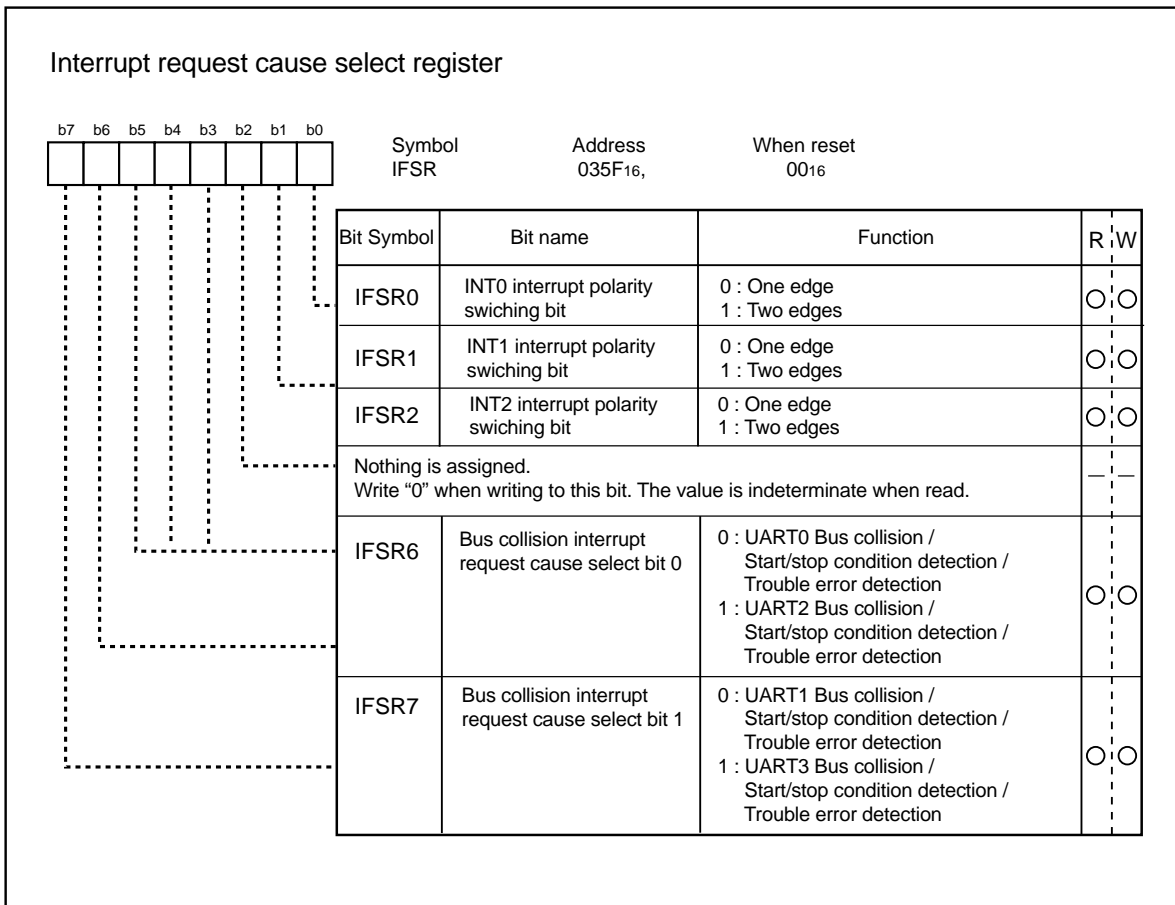 Interrupt request cause select register
b7 b6 b5 b4 b3 b2 b1 b0
Symbol Address When reset
IFSR 035F16, 0016
Bit Symbol Bit name Function R W
IFSR0 INT0 interrupt polarity 0 : One edge
swiching bit 1 : Two edges
IFSR1 INT1 interrupt polarity 0 : One edge
swiching bit 1 : Two edges
IFSR2 INT2 interrupt polarity 0 : One edge
swiching bit 1 : Two edges
Nothing is assigned.
Write “0” when writing to this bit. The value is indeterminate when read. — —
IFSR6 Bus collision interrupt 0 : UART0 Bus collision /
request cause select bit 0 Start/stop condition detection /
Trouble error detection
1 : UART2 Bus collision /
Start/stop condition detection /
Trouble error detection
IFSR7 Bus collision interrupt 0 : UART1 Bus collision /
request cause select bit 1 Start/stop condition detection /
Trouble error detection
1 : UART3 Bus collision /
Start/stop condition detection /
Trouble error detection